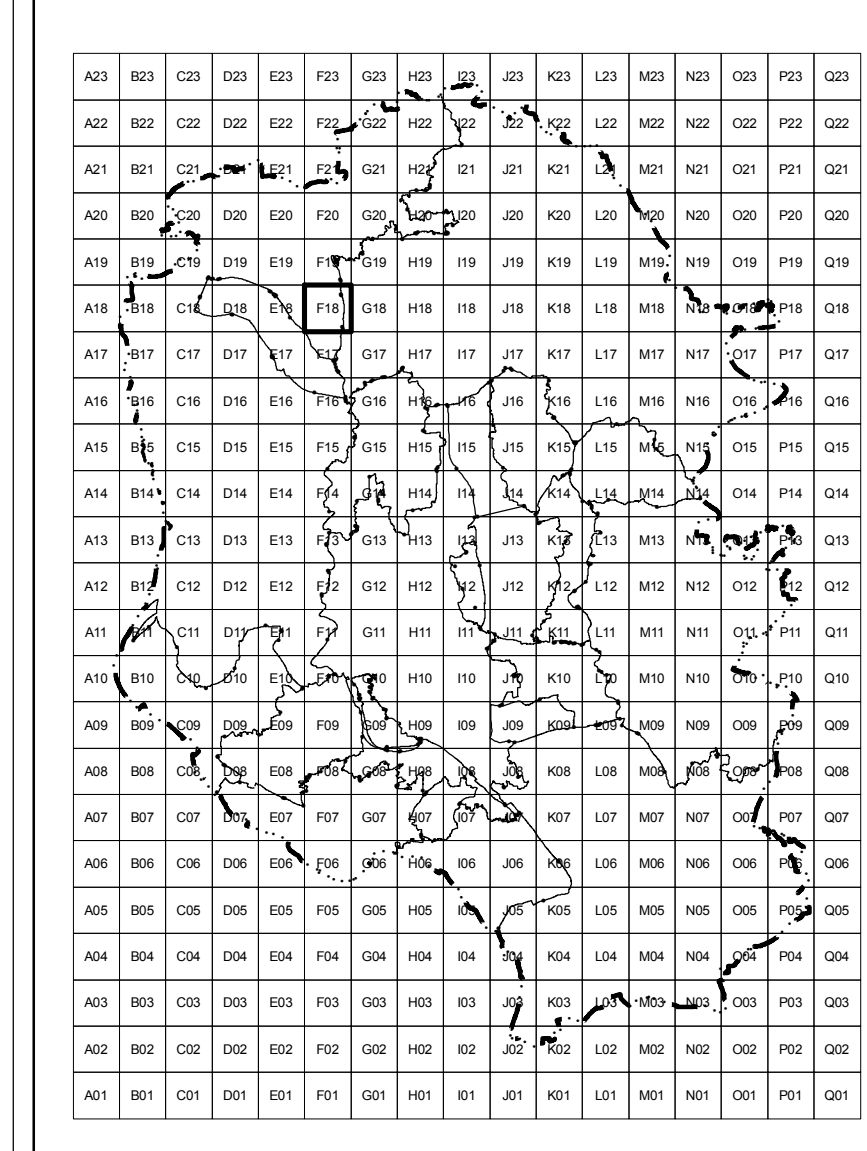 A23 B23 C23 D23 E23 F23 G23 H23 I23 J23 K23 L23 M23 N23 O23 P23 Q23
A22 B22 C22 D22 E22 F22 G22 H22 I22 J22 K22 L22 M22 N22 O22 P22 Q22
A21 B21 C21 D21 E21 F21 G21 H21 I21 J21 K21 L21 M21 N21 O21 P21 Q21
A20 B20 C20 D20 E20 F20 G20 H20 I20 J20 K20 L20 M20 N20 O20 P20 Q20
A19 B19 C19 D19 E19 F19 G19 H19 I19 J19 K19 L19 M19 N19 O19 P19 Q19
A18 B18 C18 D18 E18 F18 G18 H18 I18 J18 K18 L18 M18 N18 O18 P18 Q18
A17 B17 C17 D17 E17 F17 G17 H17 I17 J17 K17 L17 M17 N17 O17 P17 Q17
A16 B16 C16 D16 E16 F16 G16 H16 I16 J16 K16 L16 M16 N16 O16 P16 Q16
A15 B15 C15 D15 E15 F15 G15 H15 I15 J15 K15 L15 M15 N15 O15 P15 Q15
A14 B14 C14 D14 E14 F14 G14 H14 I14 J14 K14 L14 M14 N14 O14 P14 Q14
A13 B13 C13 D13 E13 F13 G13 H13 I13 J13 K13 L13 M13 N13 O13 P13 Q13
A12 B12 C12 D12 E12 F12 G12 H12 I12 J12 K12 L12 M12 N12 O12 P12 Q12
A11 B11 C11 D11 E11 F11 G11 H11 I11 J11 K11 L11 M11 N11 O11 P11 Q11
A10 B10 C10 D10 E10 F10 G10 H10 I10 J10 K10 L10 M10 N10 O10 P10 Q10
A09 B09 C09 D09 E09 F09 G09 H09 I09 J09 K09 L09 M09 N09 O09 P09 Q09
A08 B08 C08 D08 E08 F08 G08 H08 I08 J08 K08 L08 M08 N08 O08 P08 Q08
A07 B07 C07 D07 E07 F07 G07 H07 I07 J07 K07 L07 M07 N07 O07 P07 Q07
A06 B06 C06 D06 E06 F06 G06 H06 I06 J06 K06 L06 M06 N06 O06 P06 Q06
A05 B05 C05 D05 E05 F05 G05 H05 I05 J05 K05 L05 M05 N05 O05 P05 Q05
A04 B04 C04 D04 E04 F04 G04 H04 I04 J04 K04 L04 M04 N04 O04 P04 Q04
A03 B03 C03 D03 E03 F03 G03 H03 I03 J03 K03 L03 M03 N03 O03 P03 Q03
A02 B02 C02 D02 E02 F02 G02 H02 I02 J02 K02 L02 M02 N02 O02 P02 Q02
A01 B01 C01 D01 E01 F01 G01 H01 I01 J01 K01 L01 M01 N01 O01 P01 Q01